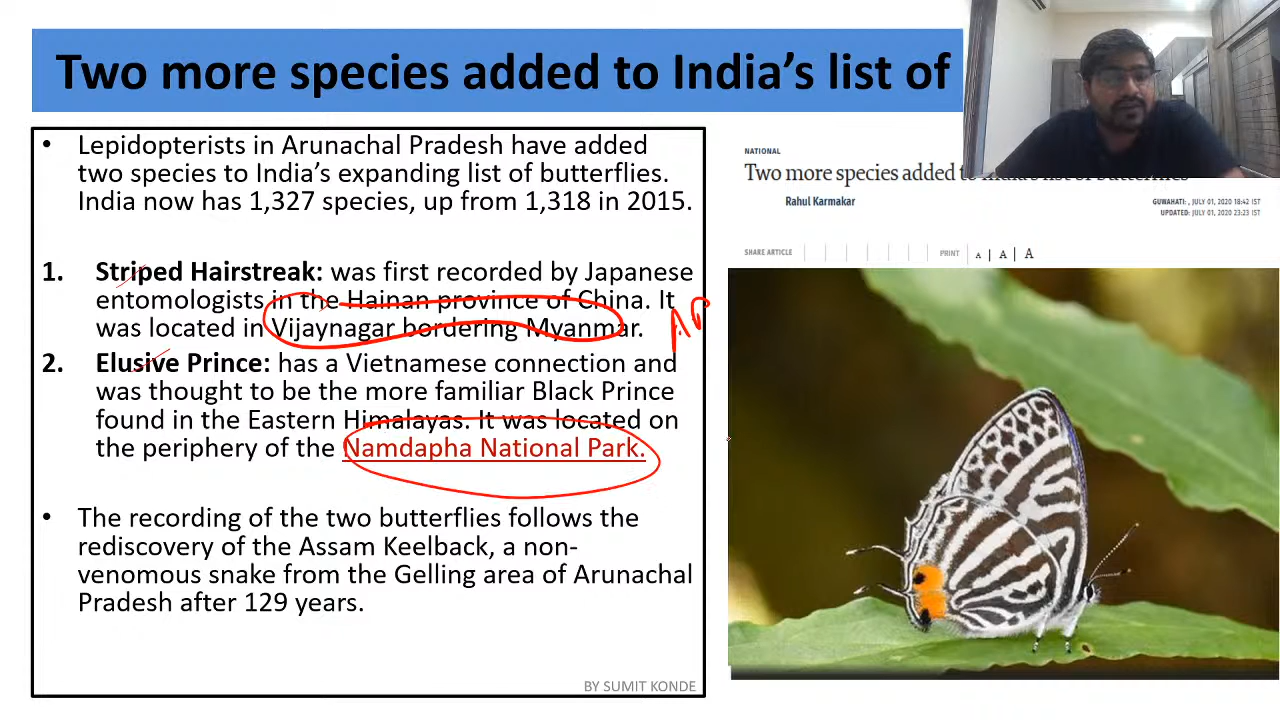 Two more species added to India's list of
• Lepidopterists in Arunachal Pradesh have added
two species to India's expanding list of butterflies.
India now has 1,327 species, up from 1,318 in 2015.
1. Striped Hairstreak: was first recorded by Japanese
entomologists in the Hainan province of China. It
was located in Vijaynagar bordering Myanmar.
AP
2. Elusive Prince: has a Vietnamese connection and
was thought to be the more familiar Black Prince
found in the Eastern Himalayas. It was located on
the periphery of the Namdapha National Park.
• The recording of the two butterflies follows the
rediscovery of the Assam Keelback, a non-
venomous snake from the Gelling area of Arunachal
Pradesh after 129 years.
BY SUMIT KONDE
NATIONAL
Two more species added to India's list of butterflies
Rahul Karmakar
GUWAHATI: , JULY 01, 2020 18:42 IST
UPDATED: JULY 01, 2020 23:23 IST
SHARE ARTICLE PRINT A A A